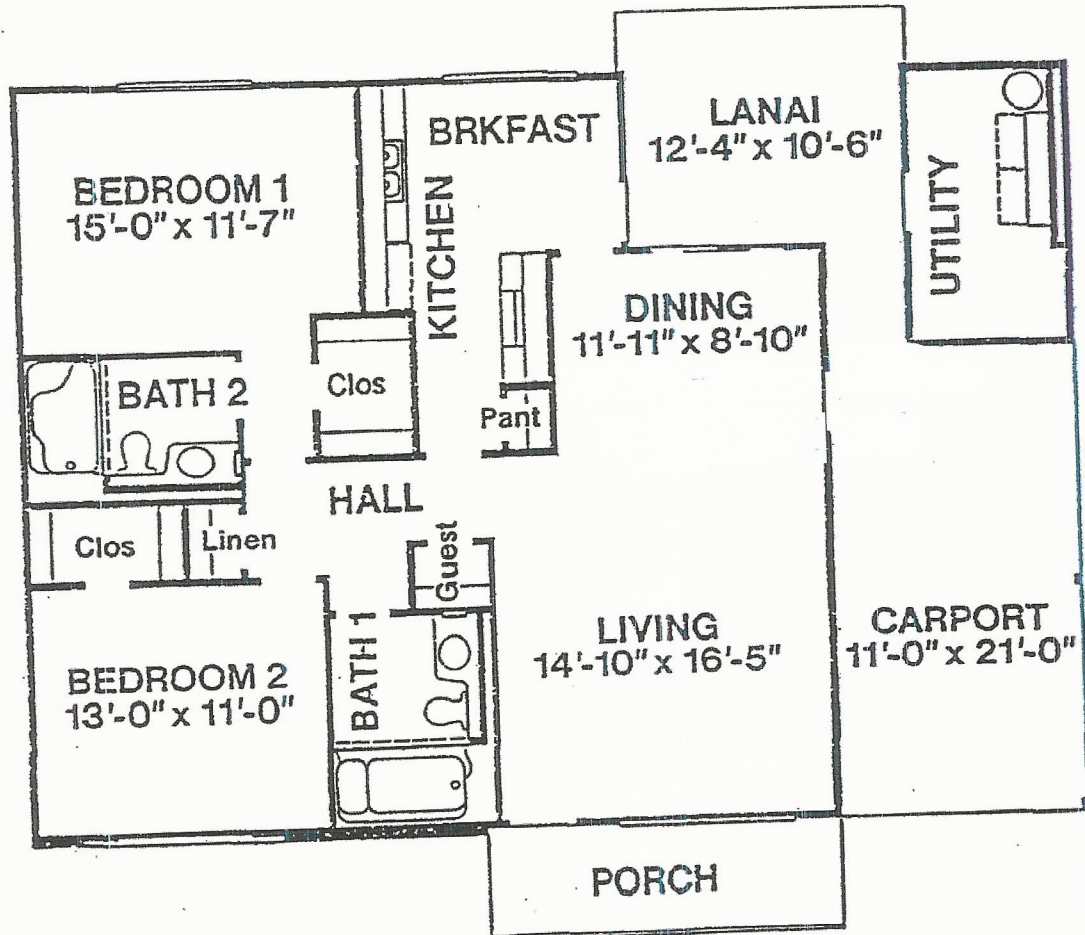 LANAI
12'-4" x 10'-6"
BRKFAST
BEDROOM 1
15'-0" x 11'-7"
KITCHEN
UTILITY
DINING
11'-11" x 8'-10"
BATH 2
Clos
Pant
HALL
Clos
Linen
Guest
LIVING
14'-10" x 16'-5"
CARPORT
11'-0" x 21'-0"
BEDROOM 2
13'-0" x 11'-0"
BATH 1
PORCH